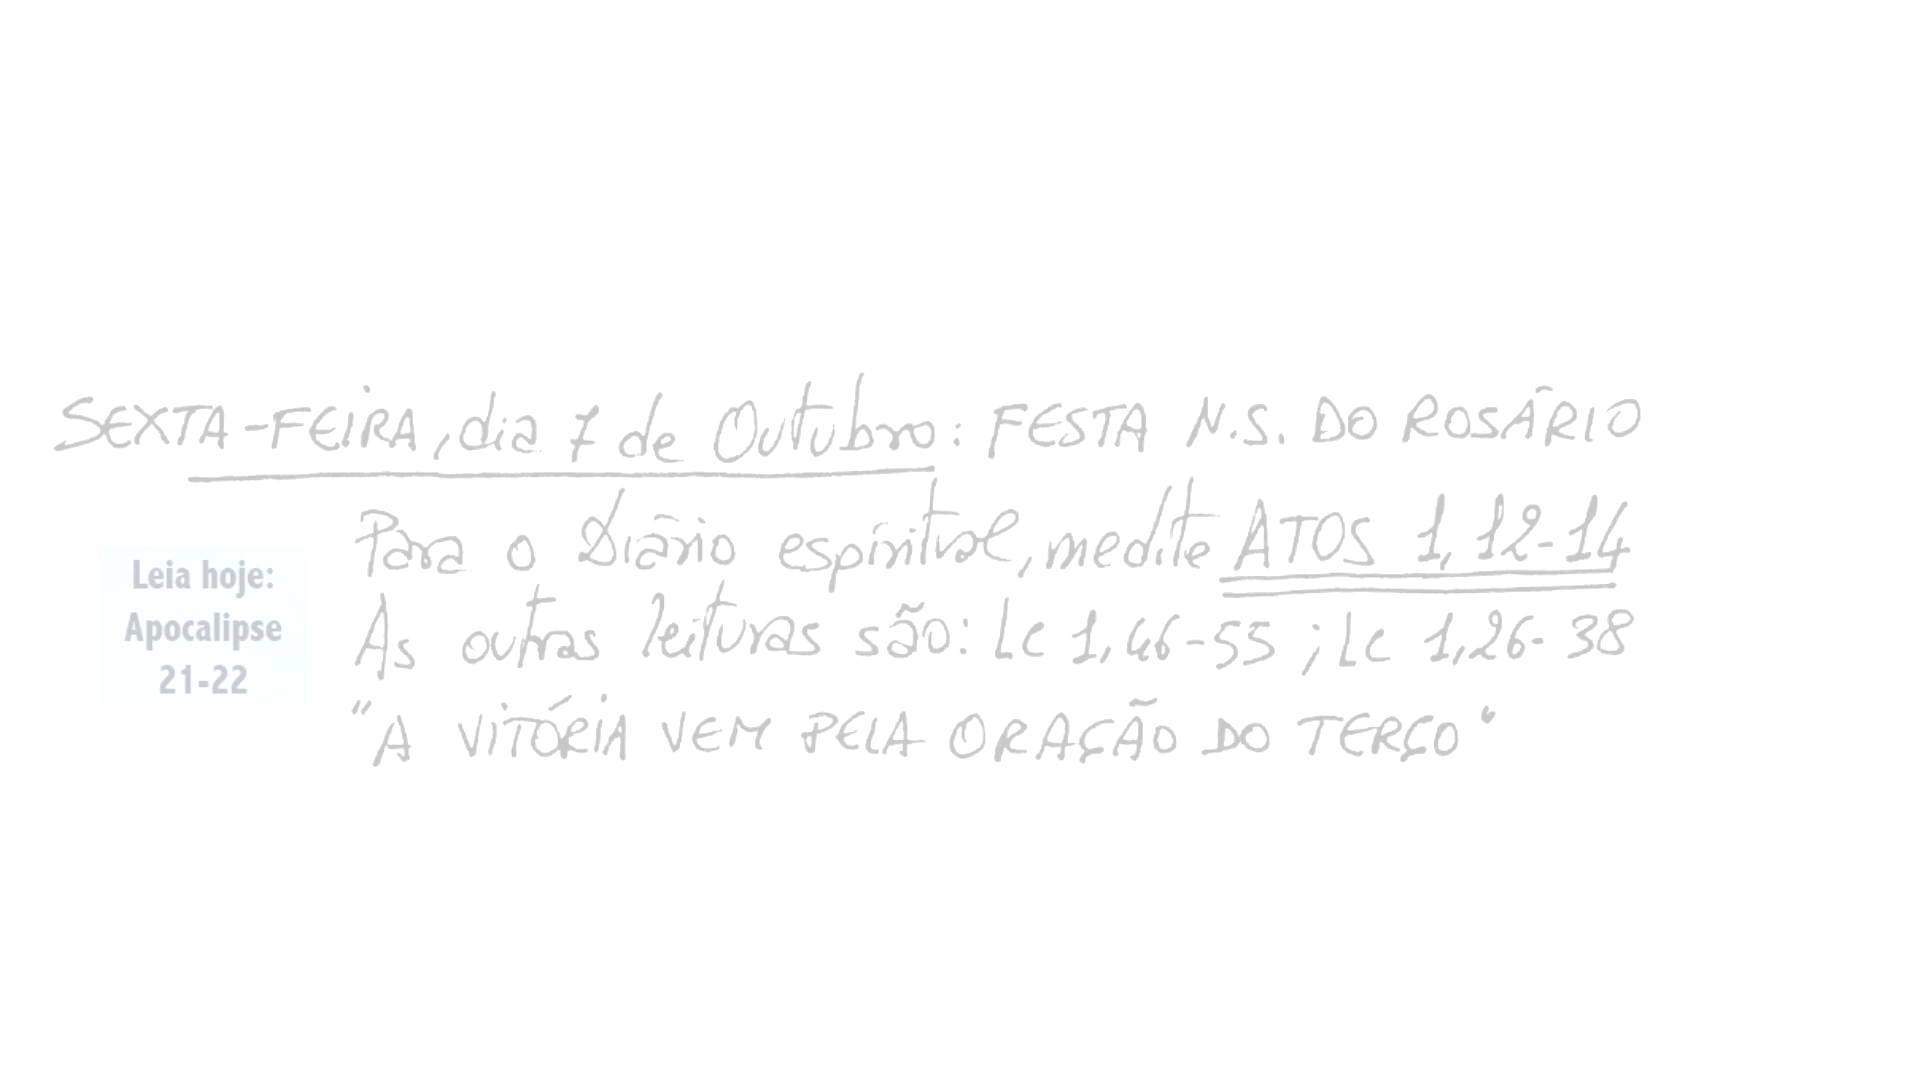 SEXTA-FEIRA, dia 7 de Outubro: FESTA N.S. DO ROSÁRIO
Para o Diário espiritual, medite ATOS 1, 12-14
As outras leituras são: Lc 1, 46-55 ; Lc 1,26-38
"A VITÓRIA VEM PELA ORAÇÃO DO TERÇO"
Leia hoje:
Apocalipse
21-22